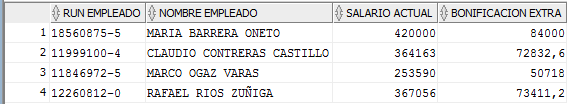 RUN EMPLEADO NOMBRE EMPLEADO SALARIO ACTUAL BONIFICACION EXTRA
1 18560875-5 MARIA BARRERA ONETO 420000 84000
2 11999100-4 CLAUDIO CONTRERAS CASTILLO 364163 72832,6
3 11846972-5 MARCO OGAZ VARAS 253590 50718
4 12260812-0 RAFAEL RIOS ZUÑIGA 367056 73411,2